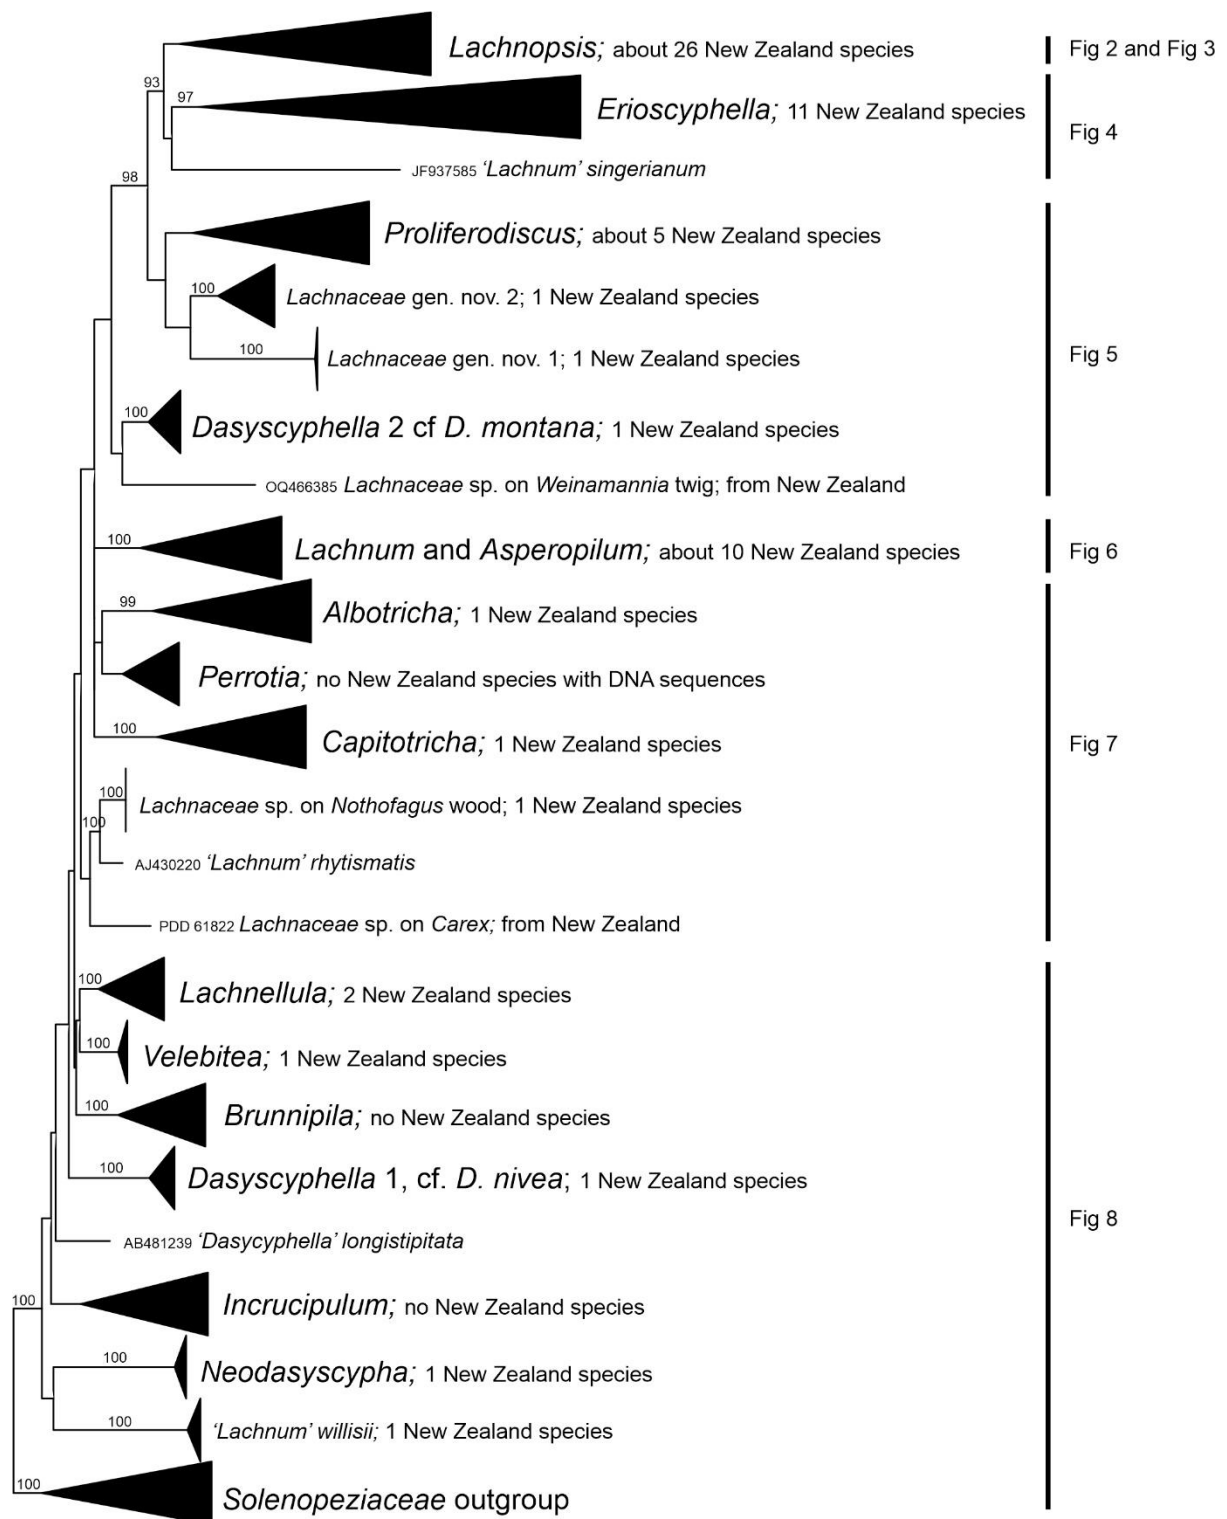 Lachnopsis; about 26 New Zealand species
Fig 2 and Fig 3
93
97
Erioscyphella; 11 New Zealand species
Fig 4
JF937585 ‘Lachnum’ singerianum
98
Proliferodiscus; about 5 New Zealand species
100
Lachnaceae gen. nov. 2; 1 New Zealand species
100
Lachnaceae gen. nov. 1; 1 New Zealand species
Fig 5
100
Dasyscyphella 2 cf D. montana; 1 New Zealand species
OQ466385 Lachnaceae sp. on Weinamannia twig; from New Zealand
100
Lachnum and Asperopilum; about 10 New Zealand species
Fig 6
99
Albotricha; 1 New Zealand species
Perrotia; no New Zealand species with DNA sequences
100
Capitotricha; 1 New Zealand species
Fig 7
100
Lachnaceae sp. on Nothofagus wood; 1 New Zealand species
100
AJ430220 ‘Lachnum’ rhytismatis
PDD 61822 Lachnaceae sp. on Carex; from New Zealand
100
Lachnellula; 2 New Zealand species
100
Velebitea; 1 New Zealand species
100
Brunnipila; no New Zealand species
100
Dasyscyphella 1, cf. D. nivea; 1 New Zealand species
Fig 8
AB481239 ‘Dasycyphella’ longistipitata
100
Incrucipulum; no New Zealand species
100
Neodasyscypha; 1 New Zealand species
100
‘Lachnum’ willisii; 1 New Zealand species
100
Solenopeziaceae outgroup